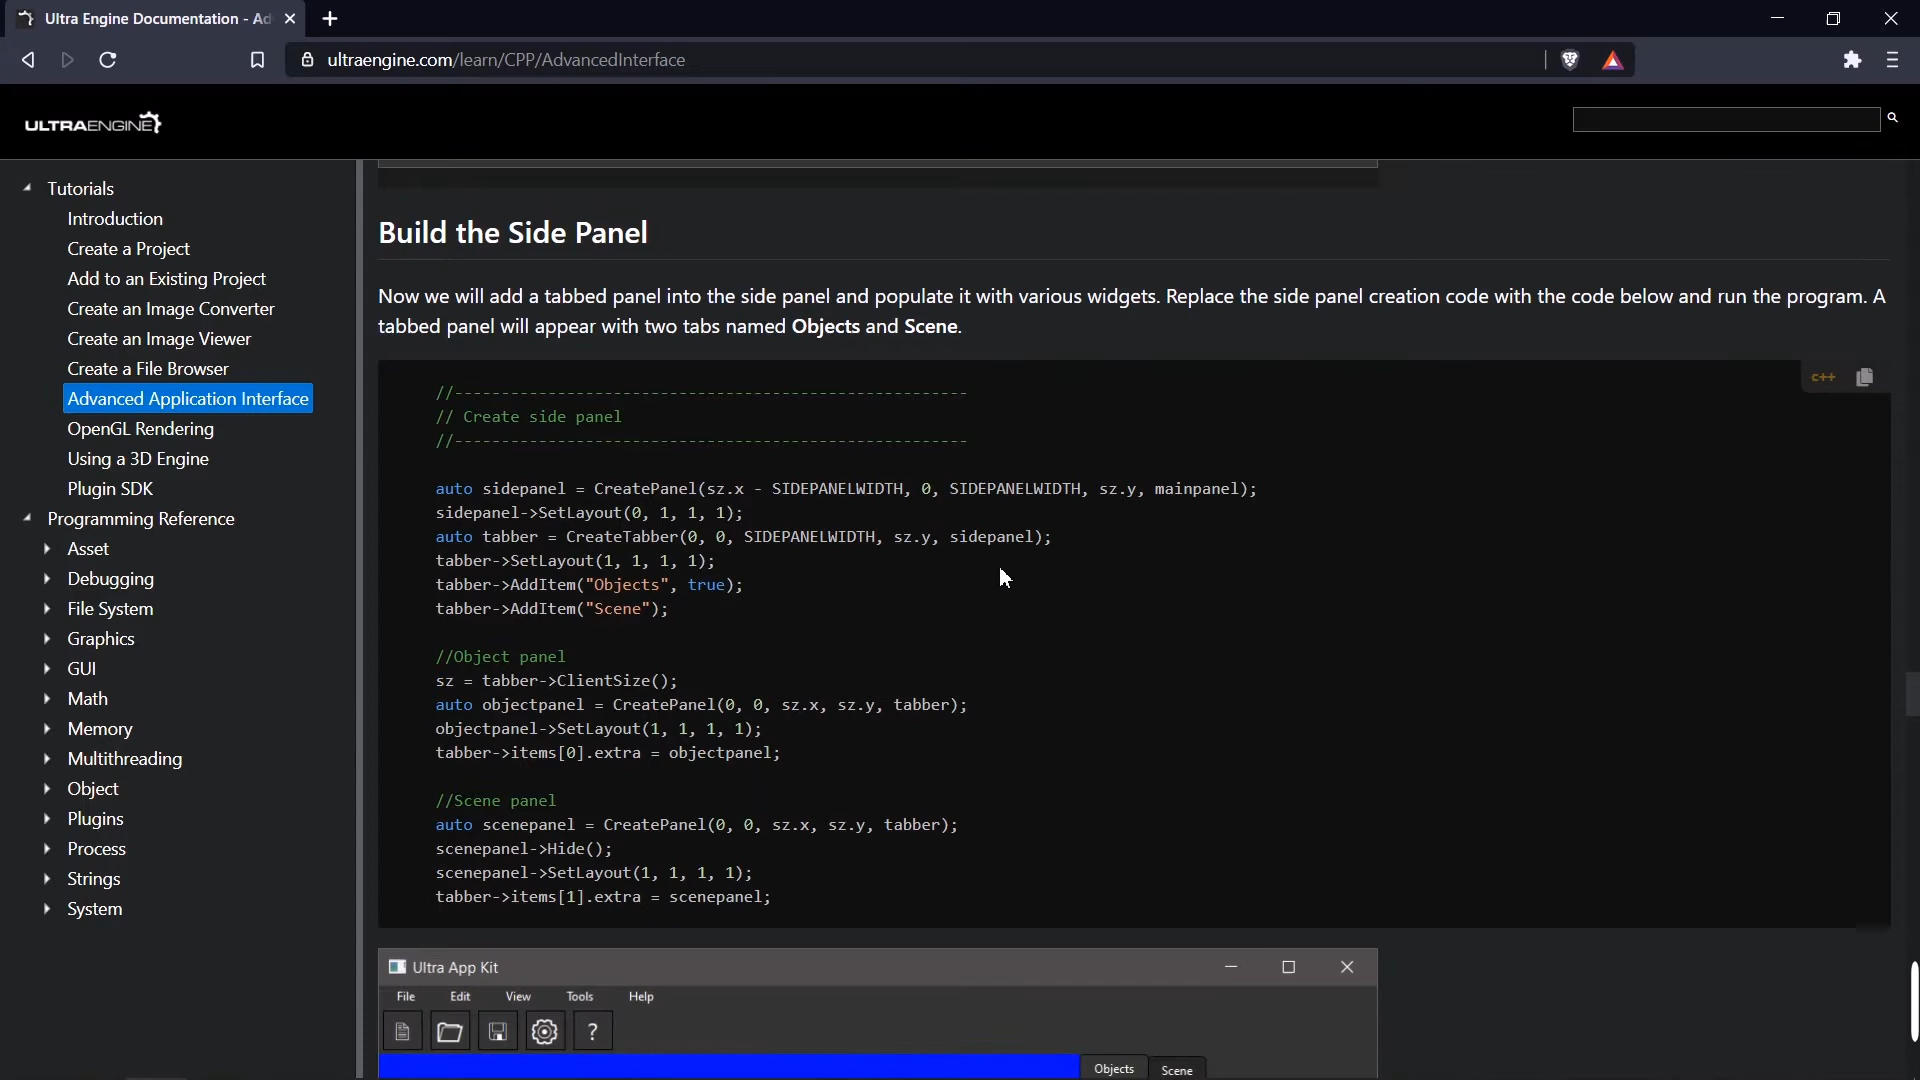 Ultra Engine Documentation - Ad
ultraengine.com/learn/CPP/AdvancedInterface
ULTRAENGINE
Tutorials
Introduction
Create a Project
Add to an Existing Project
Create an Image Converter
Create an Image Viewer
Create a File Browser
Advanced Application Interface
OpenGL Rendering
Using a 3D Engine
Plugin SDK
Programming Reference
Asset
Debugging
File System
Graphics
GUI
Math
Memory
Multithreading
Object
Plugins
Process
Strings
System
Build the Side Panel
Now we will add a tabbed panel into the side panel and populate it with various widgets. Replace the side panel creation code with the code below and run the program. A
tabbed panel will appear with two tabs named Objects and Scene.
c++
//-------------------------------------------------------
// Create side panel
//-------------------------------------------------------
auto sidepanel = CreatePanel(sz.x - SIDEPANELWIDTH, 0, SIDEPANELWIDTH, sz.y, mainpanel);
sidepanel->SetLayout(0, 1, 1, 1);
auto tabber = CreateTabber(0, 0, SIDEPANELWIDTH, sz.y, sidepanel);
tabber->SetLayout(1, 1, 1, 1);
tabber->AddItem("Objects", true);
tabber->AddItem("Scene");
//Object panel
sz = tabber->ClientSize();
auto objectpanel = CreatePanel(0, 0, sz.x, sz.y, tabber);
objectpanel->SetLayout(1, 1, 1, 1);
tabber->items[0].extra = objectpanel;
//Scene panel
auto scenepanel = CreatePanel(0, 0, sz.x, sz.y, tabber);
scenepanel->Hide();
scenepanel->SetLayout(1, 1, 1, 1);
tabber->items[1].extra = scenepanel;
Ultra App Kit
File Edit View Tools Help
?
Objects Scene